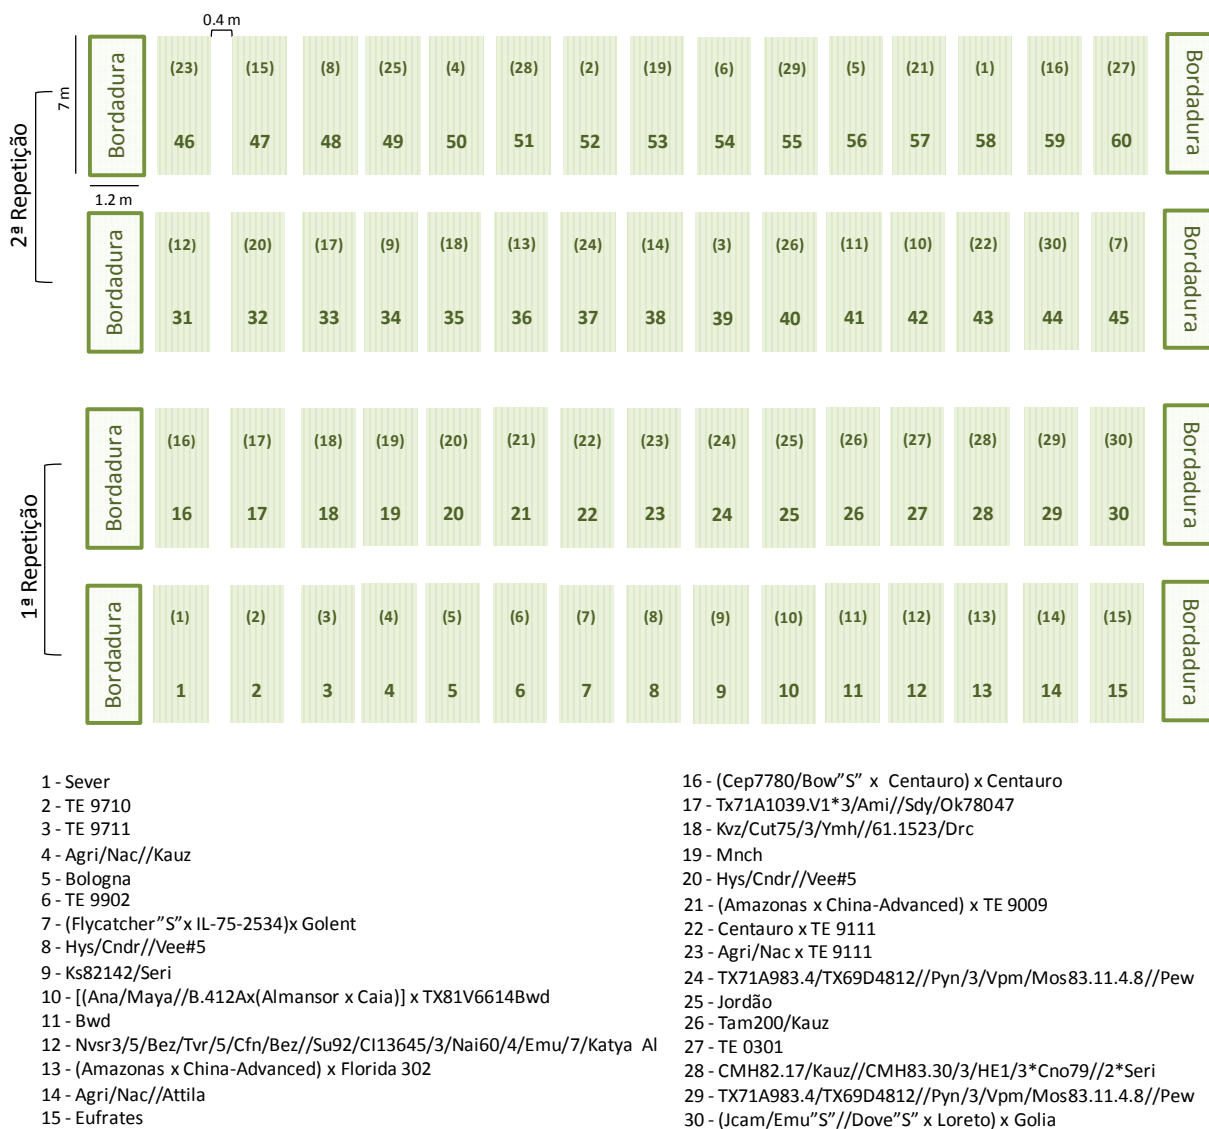 0.4 m
Bordadura (23) (15) (8) (25) (4) (28) (2) (19) (6) (29) (5) (21) (1) (16) (27) Bordadura
7 m
46 47 48 49 50 51 52 53 54 55 56 57 58 59 60
1.2 m
2ª Repetição
Bordadura (12) (20) (17) (9) (18) (13) (24) (14) (3) (26) (11) (10) (22) (30) (7) Bordadura
31 32 33 34 35 36 37 38 39 40 41 42 43 44 45
Bordadura (16) (17) (18) (19) (20) (21) (22) (23) (24) (25) (26) (27) (28) (29) (30) Bordadura
16 17 18 19 20 21 22 23 24 25 26 27 28 29 30
1ª Repetição
Bordadura (1) (2) (3) (4) (5) (6) (7) (8) (9) (10) (11) (12) (13) (14) (15) Bordadura
1 2 3 4 5 6 7 8 9 10 11 12 13 14 15
1 - Sever
2 - TE 9710
3 - TE 9711
4 - Agri/Nac//Kauz
5 - Bologna
6 - TE 9902
7 - (Flycatcher”S”x IL-75-2534)x Golent
8 - Hys/Cndr//Vee#5
9 - Ks82142/Seri
10 - [(Ana/Maya//B.412Ax(Almansor x Caia)] x TX81V6614Bwd
11 - Bwd
12 - Nvsr3/5/Bez/Tvr/5/Cfn/Bez//Su92/CI13645/3/Nai60/4/Emu/7/Katya Al
13 - (Amazonas x China-Advanced) x Florida 302
14 - Agri/Nac//Attila
15 - Eufrates
16 - (Cep7780/Bow”S” x Centauro) x Centauro
17 - Tx71A1039.V1*3/Ami//Sdy/Ok78047
18 - Kvz/Cut75/3/Ymh//61.1523/Drc
19 - Mnch
20 - Hys/Cndr//Vee#5
21 - (Amazonas x China-Advanced) x TE 9009
22 - Centauro x TE 9111
23 - Agri/Nac x TE 9111
24 - TX71A983.4/TX69D4812//Pyn/3/Vpm/Mos83.11.4.8//Pew
25 - Jordão
26 - Tam200/Kauz
27 - TE 0301
28 - CMH82.17/Kauz//CMH83.30/3/HE1/3*Cno79//2*Seri
29 - TX71A983.4/TX69D4812//Pyn/3/Vpm/Mos83.11.4.8//Pew
30 - (Jcam/Emu”S”//Dove”S” x Loreto) x Golia